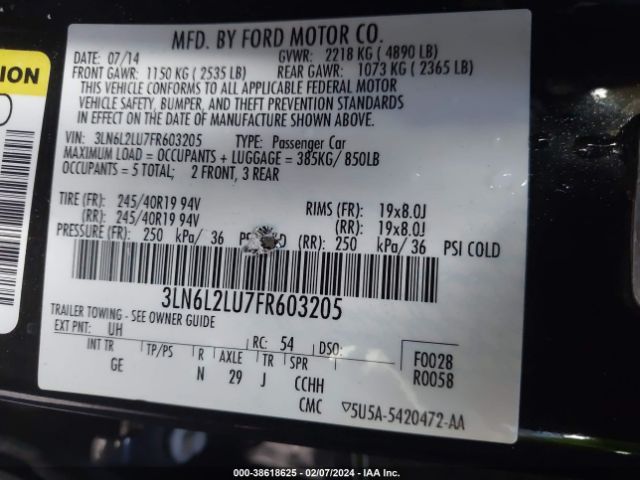 MFD. BY FORD MOTOR CO.
DATE: 07/14 GVWR: 2218 KG ( 4890 LB)
FRONT GAWR: 1150 KG ( 2535 LB) REAR GAWR: 1073 KG ( 2365 LB)
THIS VEHICLE CONFORMS TO ALL APPLICABLE FEDERAL MOTOR
VEHICLE SAFETY, BUMPER, AND THEFT PREVENTION STANDARDS
IN EFFECT ON THE DATE OF MANUFACTURE SHOWN ABOVE.
VIN: 3LN6L2LU7FR603205 TYPE: Passenger Car
MAXIMUM LOAD = OCCUPANTS + LUGGAGE = 385KG/ 850LB
OCCUPANTS = 5 TOTAL; 2 FRONT, 3 REAR
TIRE (FR): 245/40R19 94V RIMS (FR): 19x8.0J
(RR): 245/40R19 94V (RR): 19x8.0J
PRESSURE (FR): 250 kPa/ 36 (RR): 250 kPa/ 36 PSI COLD
3LN6L2LU7FR603205
TRAILER TOWING - SEE OWNER GUIDE
EXT PNT: UH RC: 54 DSO:
INT TR TP/PS R AXLE TR SPR F0028
GE N 29 J CCHH R0058
CMC ▽5U5A-5420472-AA
000-38618625 - 02/07/2024 - IAA Inc.